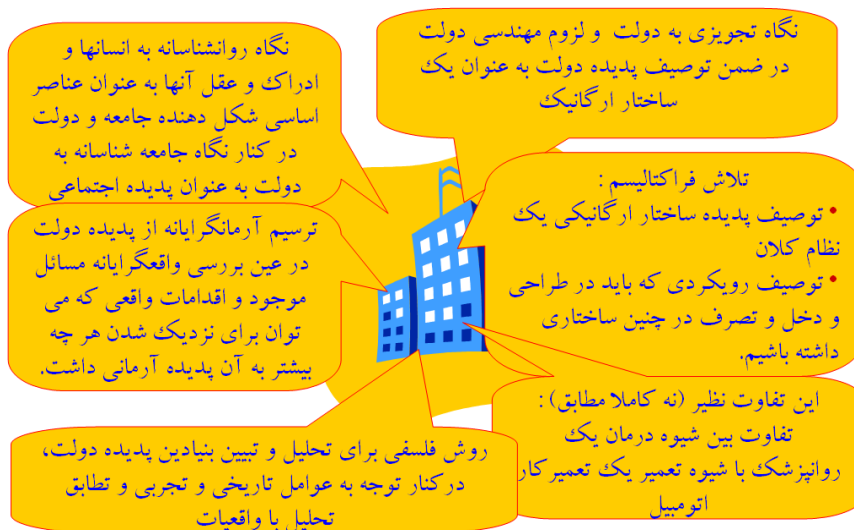 نگاه تجویزی به دولت و لزوم مهندسی دولت
در ضمن توصیف پدیده دولت به عنوان یک
ساختار ارگانیک
نگاه روانشناسانه به انسانها و
ادراک و عقل آنها به عنوان عناصر
اساسی شکل دهنده جامعه و دولت
در کنار نگاه جامعه شناسانه به
دولت به عنوان پدیده اجتماعی
تلاش فراکتالیسم :
• توصیف پدیده ساختار ارگانیکی یک
نظام کلان
• توصیف رویکردی که باید در طراحی
و دخل و تصرف در چنین ساختاری
داشته باشیم.
ترسیم آرمانگرایانه از پدیده دولت
در عین بررسی واقعگرایانه مسائل
موجود و اقدامات واقعی که می
توان برای نزدیک شدن هر چه
بیشتر به آن پدیده آرمانی داشت.
این تفاوت نظیر (نه کاملا مطابق) :
تفاوت بین شیوه درمان یک
روانپزشک با شیوه تعمیر یک تعمیرکار
اتومبیل
روش فلسفی برای تحلیل و تبیین بنیادین پدیده دولت،
درکنار توجه به عوامل تاریخی و تجربی و تطابق
تحلیل با واقعیات